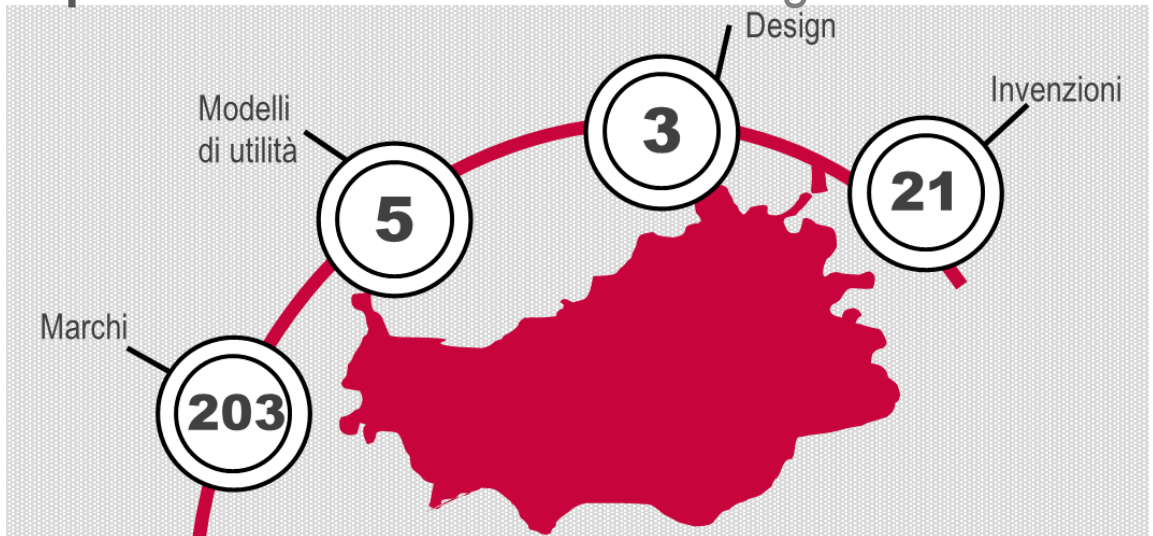 Design
Invenzioni
Modelli
di utilità
3
21
5
Marchi
203